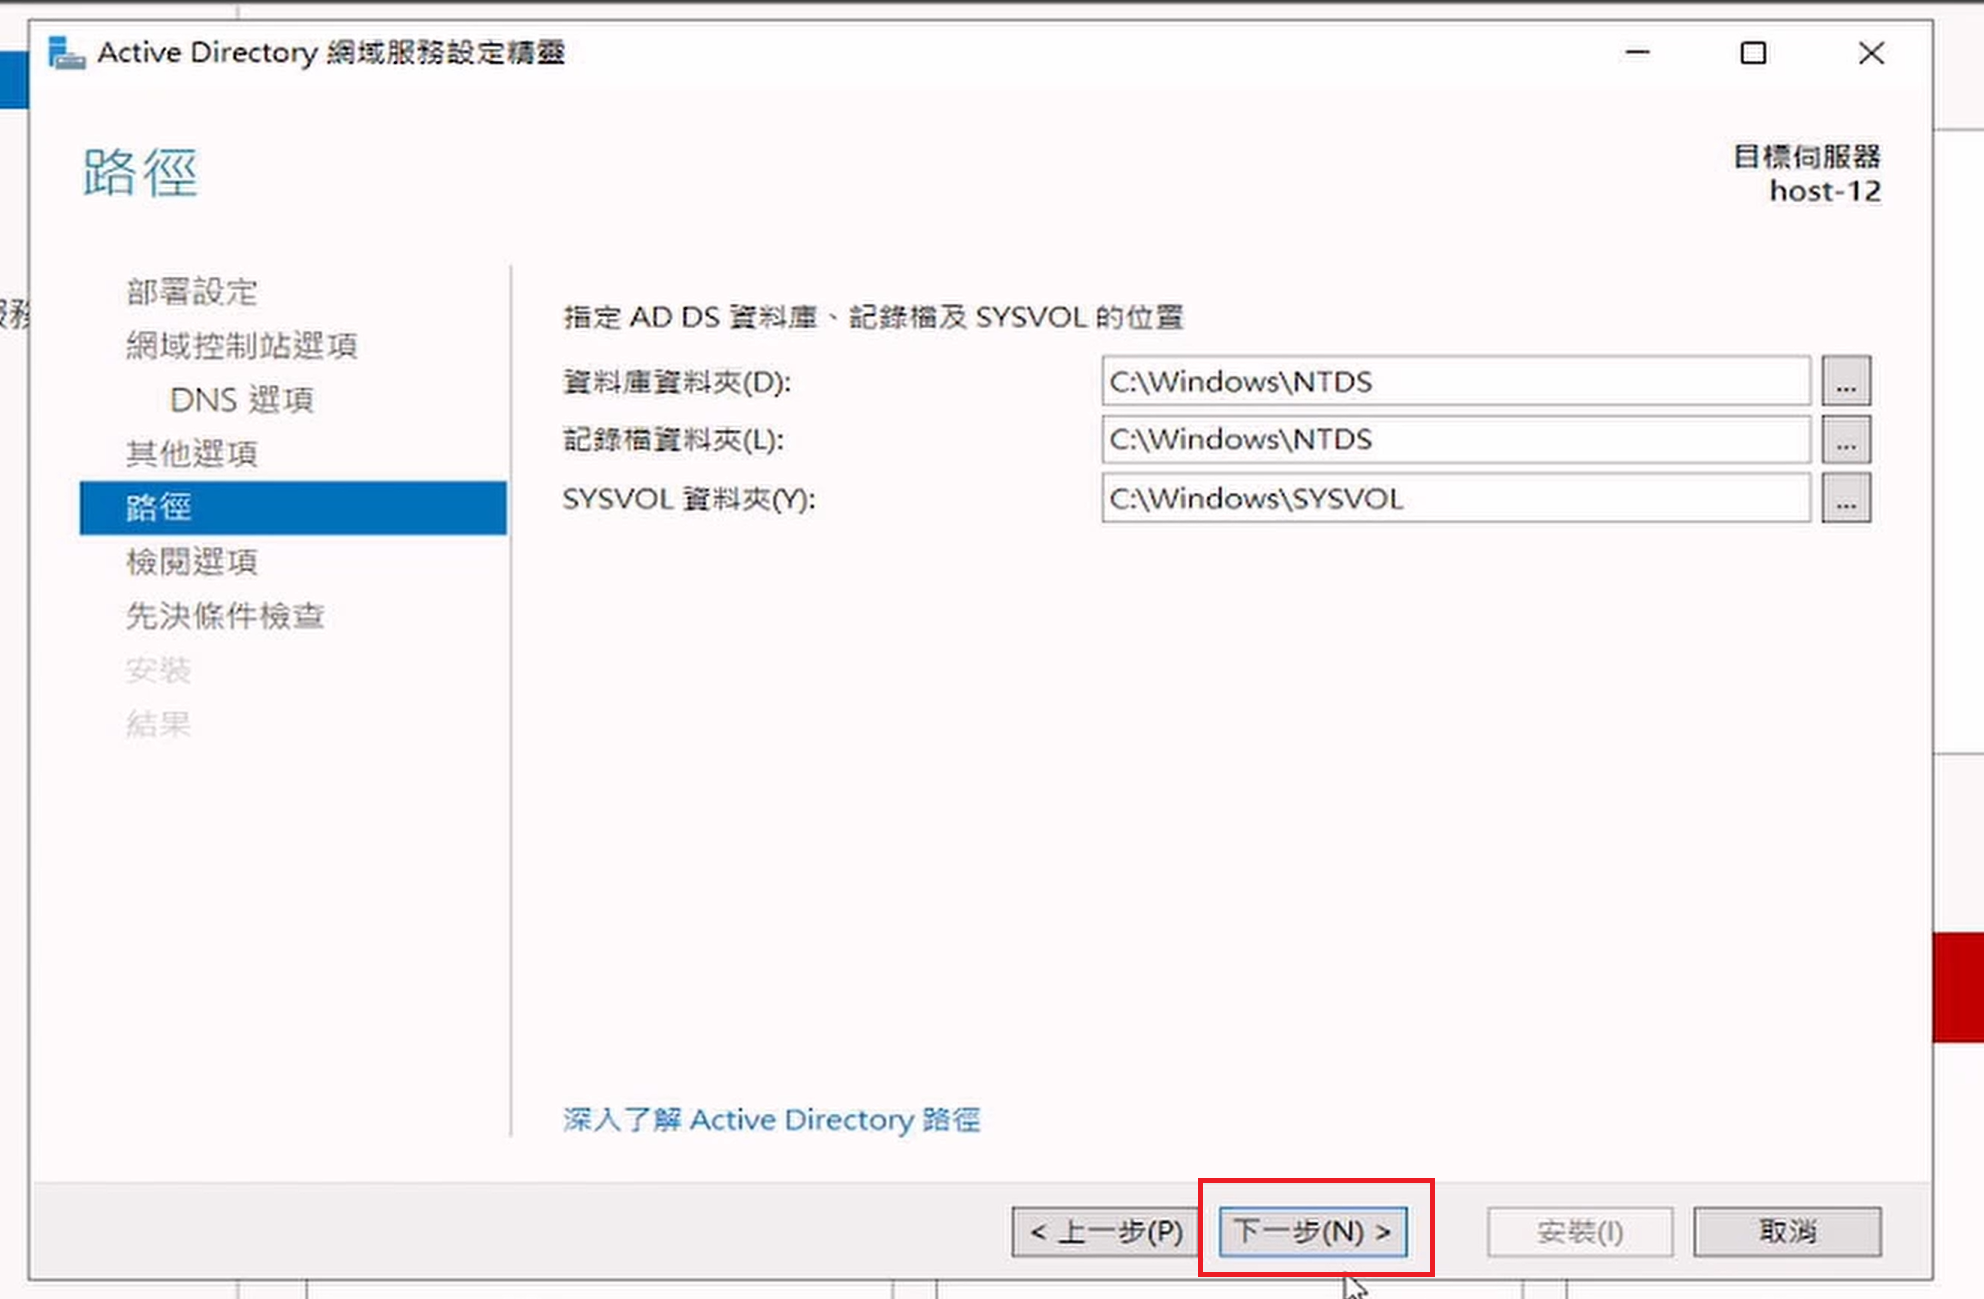 Active Directory 網域服務設定精靈
路徑
目標伺服器
host-12
部署設定
網域控制站選項
DNS 選項
其他選項
路徑
檢閱選項
先決條件檢查
安裝
結果
指定 AD DS 資料庫、記錄檔及 SYSVOL 的位置
資料庫資料夾(D): C:\Windows\NTDS ...
記錄檔資料夾(L): C:\Windows\NTDS ...
SYSVOL 資料夾(Y): C:\Windows\SYSVOL ...
深入了解 Active Directory 路徑
< 上一步(P) 下一步(N) > 安裝(I) 取消